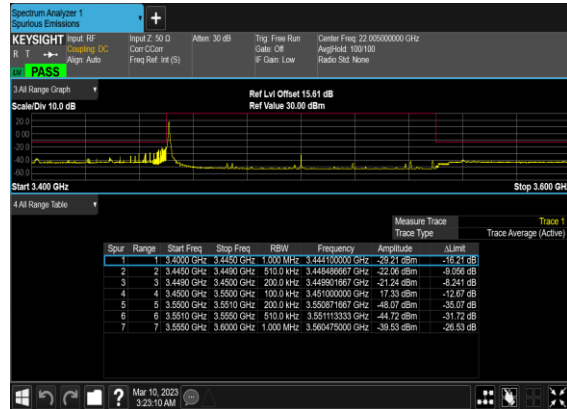 Spectrum Analyzer 1
Spurious Emissions
+
KEYSIGHT Input: RF Input Z: 50 Ω Atten: 30 dB Trig: Free Run Center Freq: 22.005000000 GHz
R T Coupling: DC Corr CCorr Gate: Off Avg|Hold: 100/100
Align: Auto Freq Ref: Int (S) IF Gain: Low Radio Std: None
PASS
3 All Range Graph
Ref Lvl Offset 15.61 dB
Scale/Div 10.0 dB Ref Value 30.00 dBm
20.0
0.00
-20.0
-40.0
-60.0
Start 3.400 GHz Stop 3.600 GHz
4 All Range Table
Measure Trace Trace 1
Trace Type Trace Average (Active)
Spur Range Start Freq Stop Freq RBW Frequency Amplitude ΔLimit
1 1 3.4000 GHz 3.4450 GHz 1.000 MHz 3.444100000 GHz -29.21 dBm -16.21 dB
2 2 3.4450 GHz 3.4490 GHz 510.0 kHz 3.448486667 GHz -22.06 dBm -9.056 dB
3 3 3.4490 GHz 3.4500 GHz 200.0 kHz 3.449901667 GHz -21.24 dBm -8.241 dB
4 4 3.4500 GHz 3.5500 GHz 100.0 kHz 3.451000000 GHz 17.33 dBm -12.67 dB
5 5 3.5500 GHz 3.5510 GHz 200.0 kHz 3.550871667 GHz -48.07 dBm -35.07 dB
6 6 3.5510 GHz 3.5550 GHz 510.0 kHz 3.551113333 GHz -44.72 dBm -31.72 dB
7 7 3.5550 GHz 3.6000 GHz 1.000 MHz 3.560475000 GHz -39.53 dBm -26.53 dB
?
Mar 10, 2023
3:23:10 AM